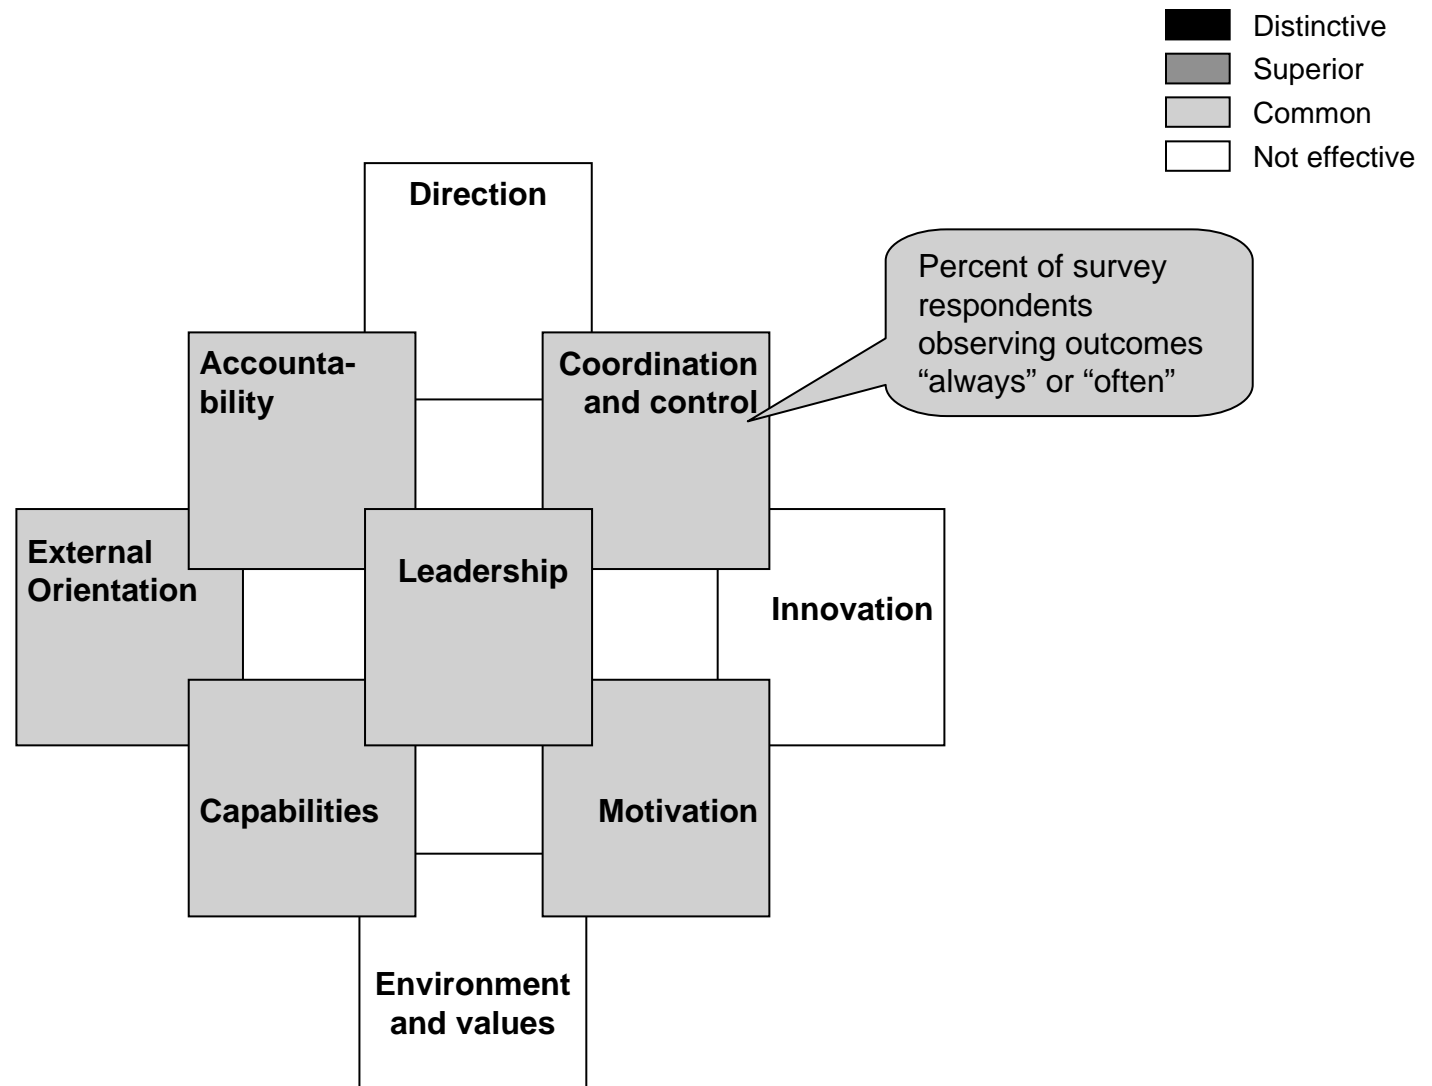 Distinctive
Superior
Common
Not effective
Direction
Percent of survey
respondents
observing outcomes
“always” or “often”
Accounta-
bility
Coordination
and control
External
Orientation
Leadership
Innovation
Capabilities
Motivation
Environment
and values